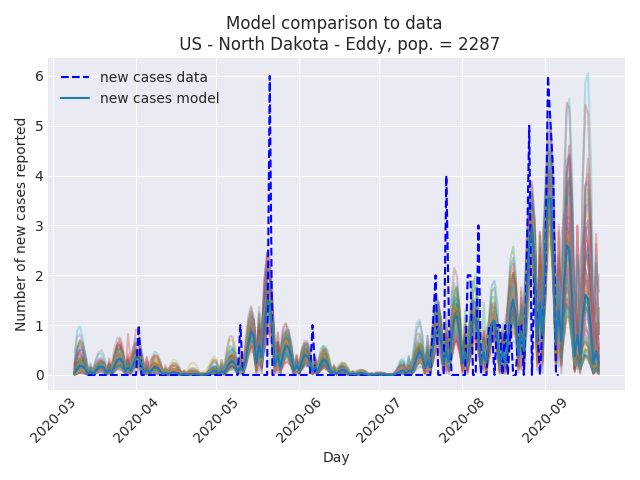 Model comparison to data
US - North Dakota - Eddy, pop. = 2287
new cases data
new cases model
Number of new cases reported
6
5
4
3
2
1
0
2020-03
2020-04
2020-05
2020-06
2020-07
2020-08
2020-09
Day